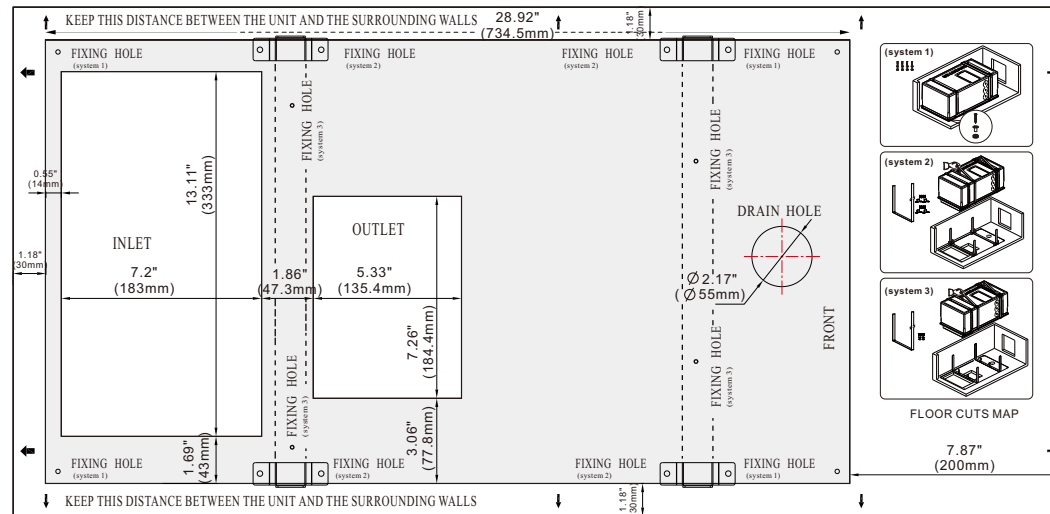 KEEP THIS DISTANCE BETWEEN THE UNIT AND THE SURROUNDING WALLS
28.92"
(734.5mm)
1.18"
30mm
FIXING HOLE
(system 1)
FIXING HOLE
(system 2)
FIXING HOLE
(system 2)
FIXING HOLE
(system 1)
FIXING HOLE
(system 3)
FIXING HOLE
(system 3)
13.11"
(333mm)
0.55"
(14mm)
1.18"
(30mm)
INLET
7.2"
(183mm)
1.86"
(47.3mm)
OUTLET
5.33"
(135.4mm)
7.26"
(184.4mm)
DRAIN HOLE
Ø 2.17"
(Ø 55mm)
FRONT
FIXING HOLE
(system 3)
FIXING HOLE
(system 3)
1.69"
(43mm)
3.06"
(77.8mm)
FIXING HOLE
(system 1)
FIXING HOLE
(system 2)
FIXING HOLE
(system 2)
FIXING HOLE
(system 1)
KEEP THIS DISTANCE BETWEEN THE UNIT AND THE SURROUNDING WALLS
1.18"
30mm
(system 1)
(system 2)
(system 3)
FLOOR CUTS MAP
7.87"
(200mm)